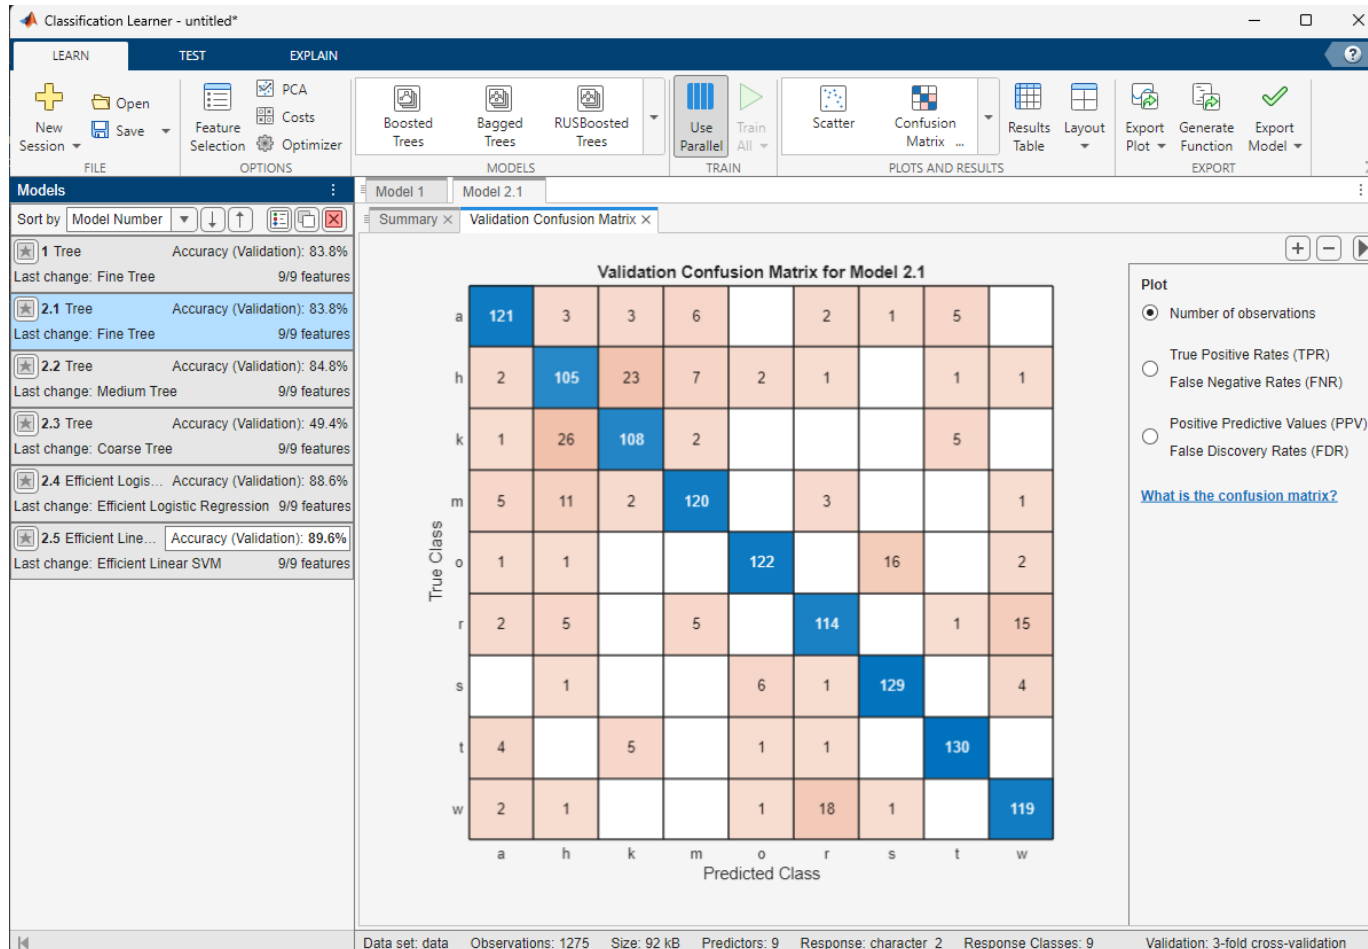 Classification Learner - untitled*
LEARN TEST EXPLAIN
?
New Session
Open
Save
FILE
Feature Selection
PCA
Costs
Optimizer
OPTIONS
Boosted Trees
Bagged Trees
RUSBoosted Trees
MODELS
Use Parallel
Train All
TRAIN
Scatter
Confusion Matrix ...
Results Table
Layout
PLOTS AND RESULTS
Export Plot
Generate Function
Export Model
EXPORT
Models
Sort by Model Number
1 Tree Accuracy (Validation): 83.8%
Last change: Fine Tree 9/9 features
2.1 Tree Accuracy (Validation): 83.8%
Last change: Fine Tree 9/9 features
2.2 Tree Accuracy (Validation): 84.8%
Last change: Medium Tree 9/9 features
2.3 Tree Accuracy (Validation): 49.4%
Last change: Coarse Tree 9/9 features
2.4 Efficient Logis... Accuracy (Validation): 88.6%
Last change: Efficient Logistic Regression 9/9 features
2.5 Efficient Line... Accuracy (Validation): 89.6%
Last change: Efficient Linear SVM 9/9 features
Model 1 Model 2.1
Summary Validation Confusion Matrix
Validation Confusion Matrix for Model 2.1
True Class
a 121 3 3 6 2 1 5
h 2 105 23 7 2 1 1 1
k 1 26 108 2 5
m 5 11 2 120 3 1
o 1 1 122 16 2
r 2 5 5 114 1 15
s 1 6 1 129 4
t 4 5 1 1 130
w 2 1 1 18 1 119
a h k m o r s t w
Predicted Class
Plot
Number of observations
True Positive Rates (TPR)
False Negative Rates (FNR)
Positive Predictive Values (PPV)
False Discovery Rates (FDR)
What is the confusion matrix?
Data set: data Observations: 1275 Size: 92 kB Predictors: 9 Response: character_2 Response Classes: 9 Validation: 3-fold cross-validation